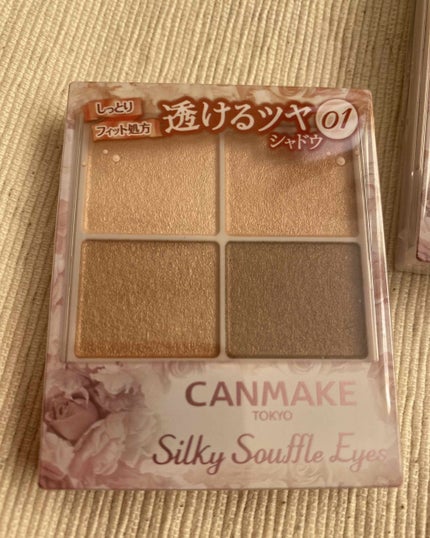 しっとり
フィット処方
透けるツヤ
シャドウ
01
CANMAKE
TOKYO
Silky Souffle Eyes